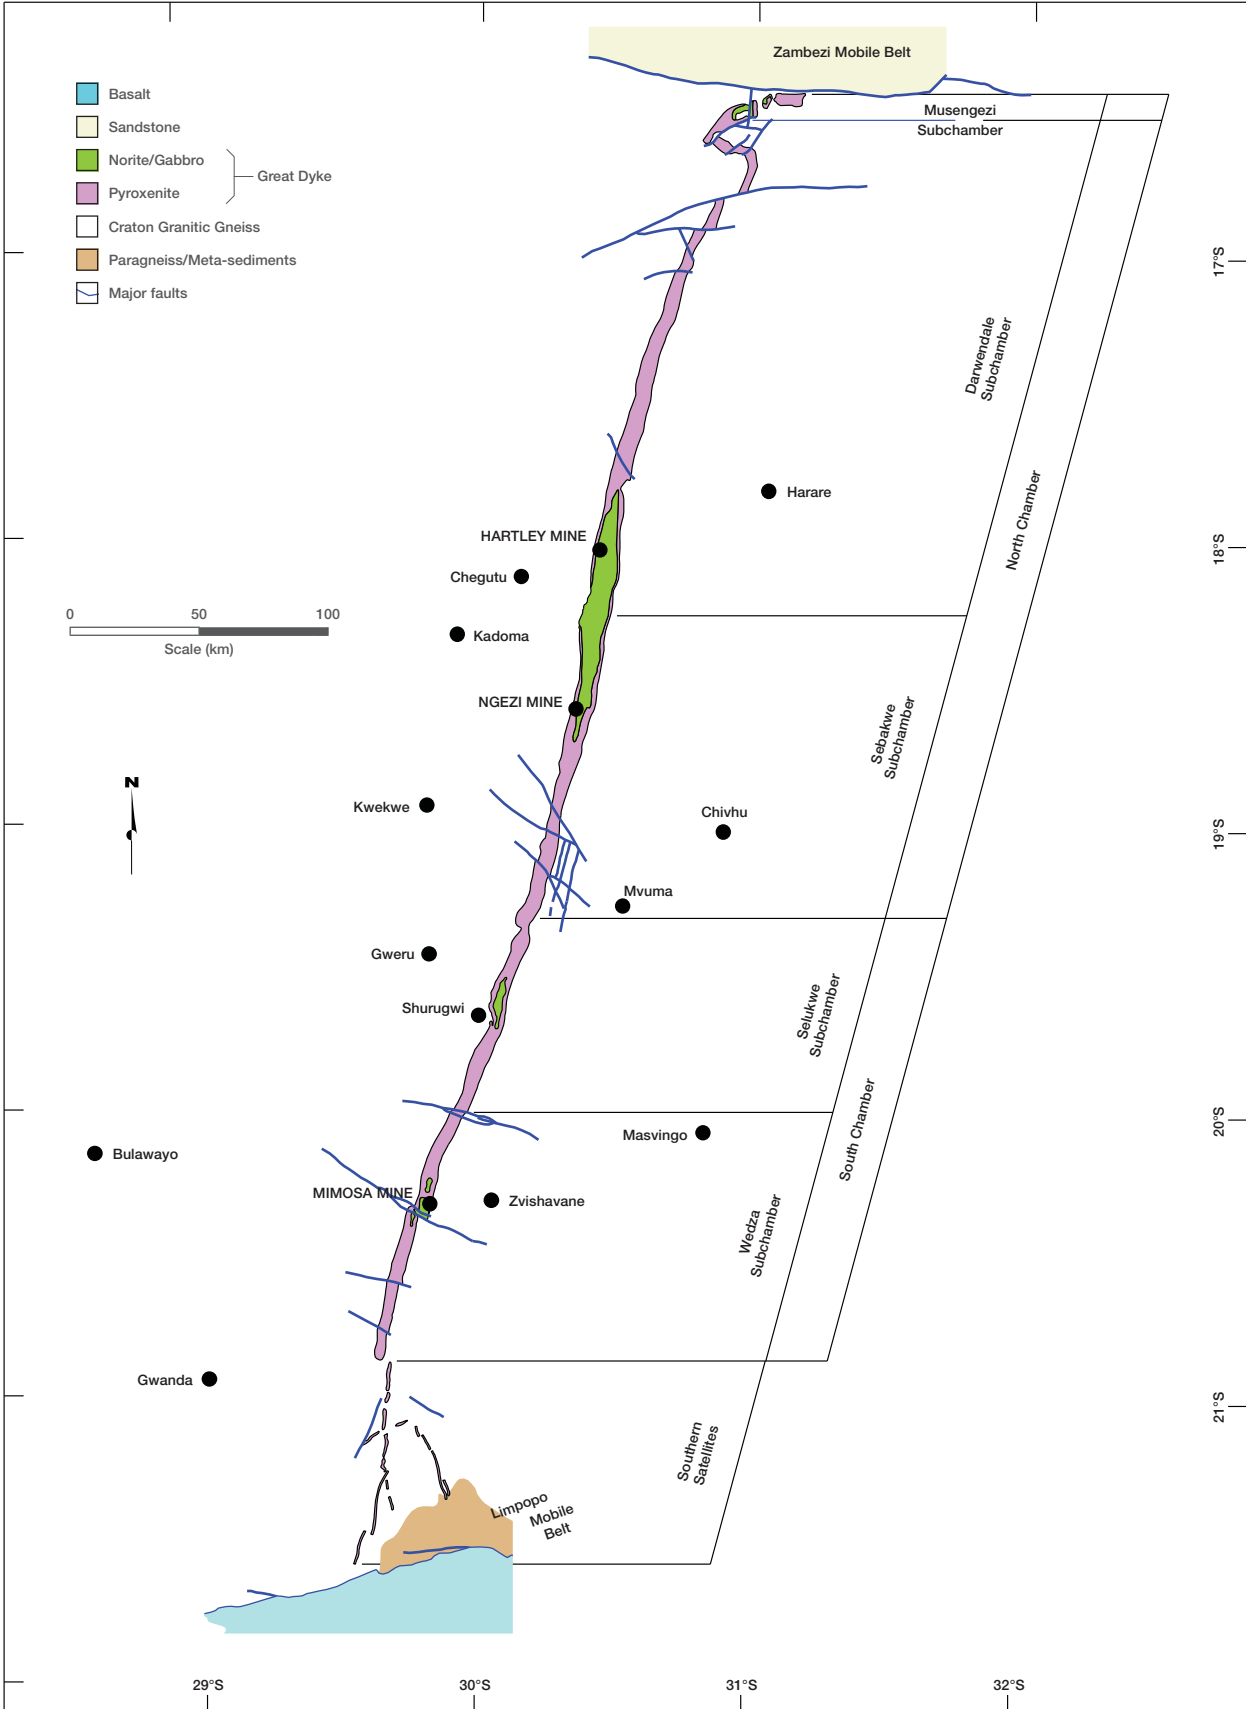 Zambezi Mobile Belt
Basalt
Sandstone
Norite/Gabbro
Great Dyke
Pyroxenite
Craton Granitic Gneiss
Paragneiss/Meta-sediments
Major faults
Musengezi
Subchamber
17°S
Darwendale
Subchamber
North Chamber
Harare
HARTLEY MINE
18°S
Chegutu
0 50 100
Scale (km)
Kadoma
NGEZI MINE
Sebakwe
Subchamber
N
Kwekwe
Chivhu
19°S
Mvuma
Gweru
Shurugwi
Selukwe
Subchamber
South Chamber
20°S
Masvingo
Bulawayo
MIMOSA MINE
Zvishavane
Wedza
Subchamber
Gwanda
21°S
Southern
Satellites
Limpopo
Mobile
Belt
29°S 30°S 31°S 32°S